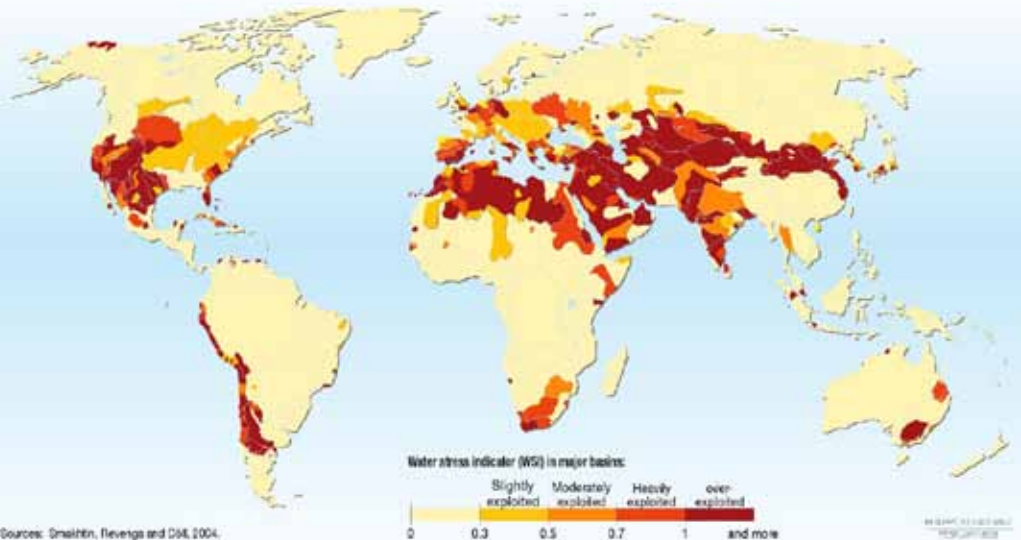 Water stress indicator (WSI) in major basins:
Slightly exploited
Moderately exploited
Heavily exploited
over-exploited
0 0.3 0.5 0.7 1 and more
Sources: Smakhtin, Revenga and Döll, 2004.